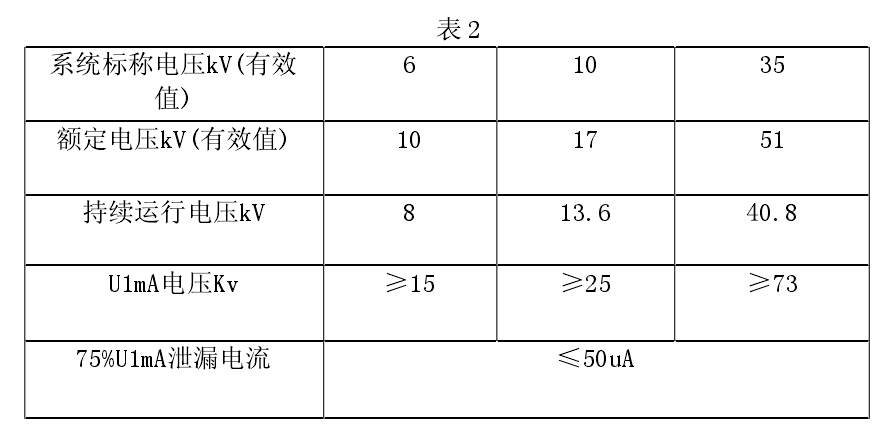 表2
系统标称电压kV(有效 6 10 35
值)
额定电压kV(有效值) 10 17 51
持续运行电压kV 8 13.6 40.8
U1mA电压Kv ≥15 ≥25 ≥73
75%U1mA泄漏电流 ≤50uA